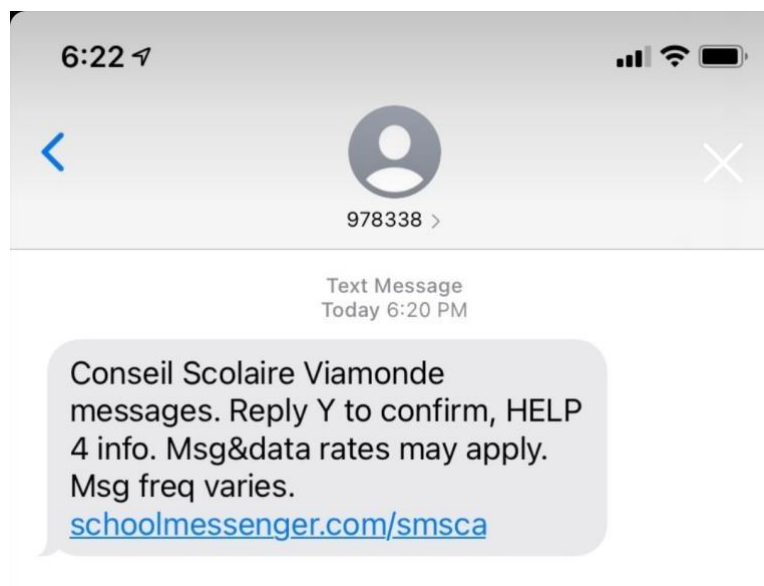 6:22
978338 >
Text Message
Today 6:20 PM
Conseil Scolaire Viamonde
messages. Reply Y to confirm, HELP
4 info. Msg&data rates may apply.
Msg freq varies.
schoolmessenger.com/smsca